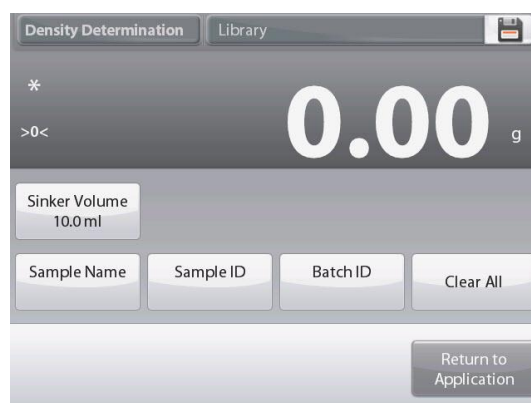 Density Determination Library
*
0.00 g
>0<
Sinker Volume
10.0 ml
Sample Name Sample ID Batch ID Clear All
Return to
Application